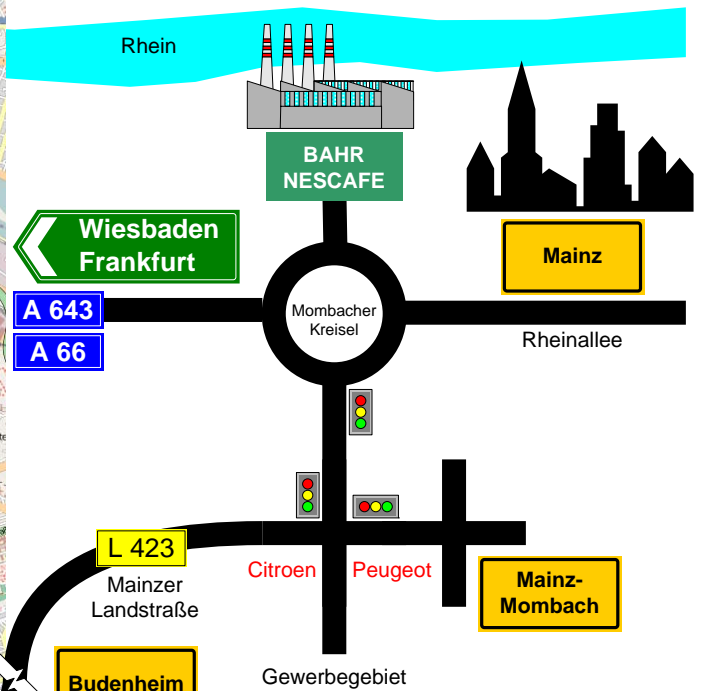 Rhein
BAHR
NESCAFE
Wiesbaden
Frankfurt
Mainz
A 643
A 66
Mombacher
Kreisel
Rheinallee
L 423
Citroen
Peugeot
Mainzer
Landstraße
Mainz-
Mombach
Budenheim
Gewerbegebiet